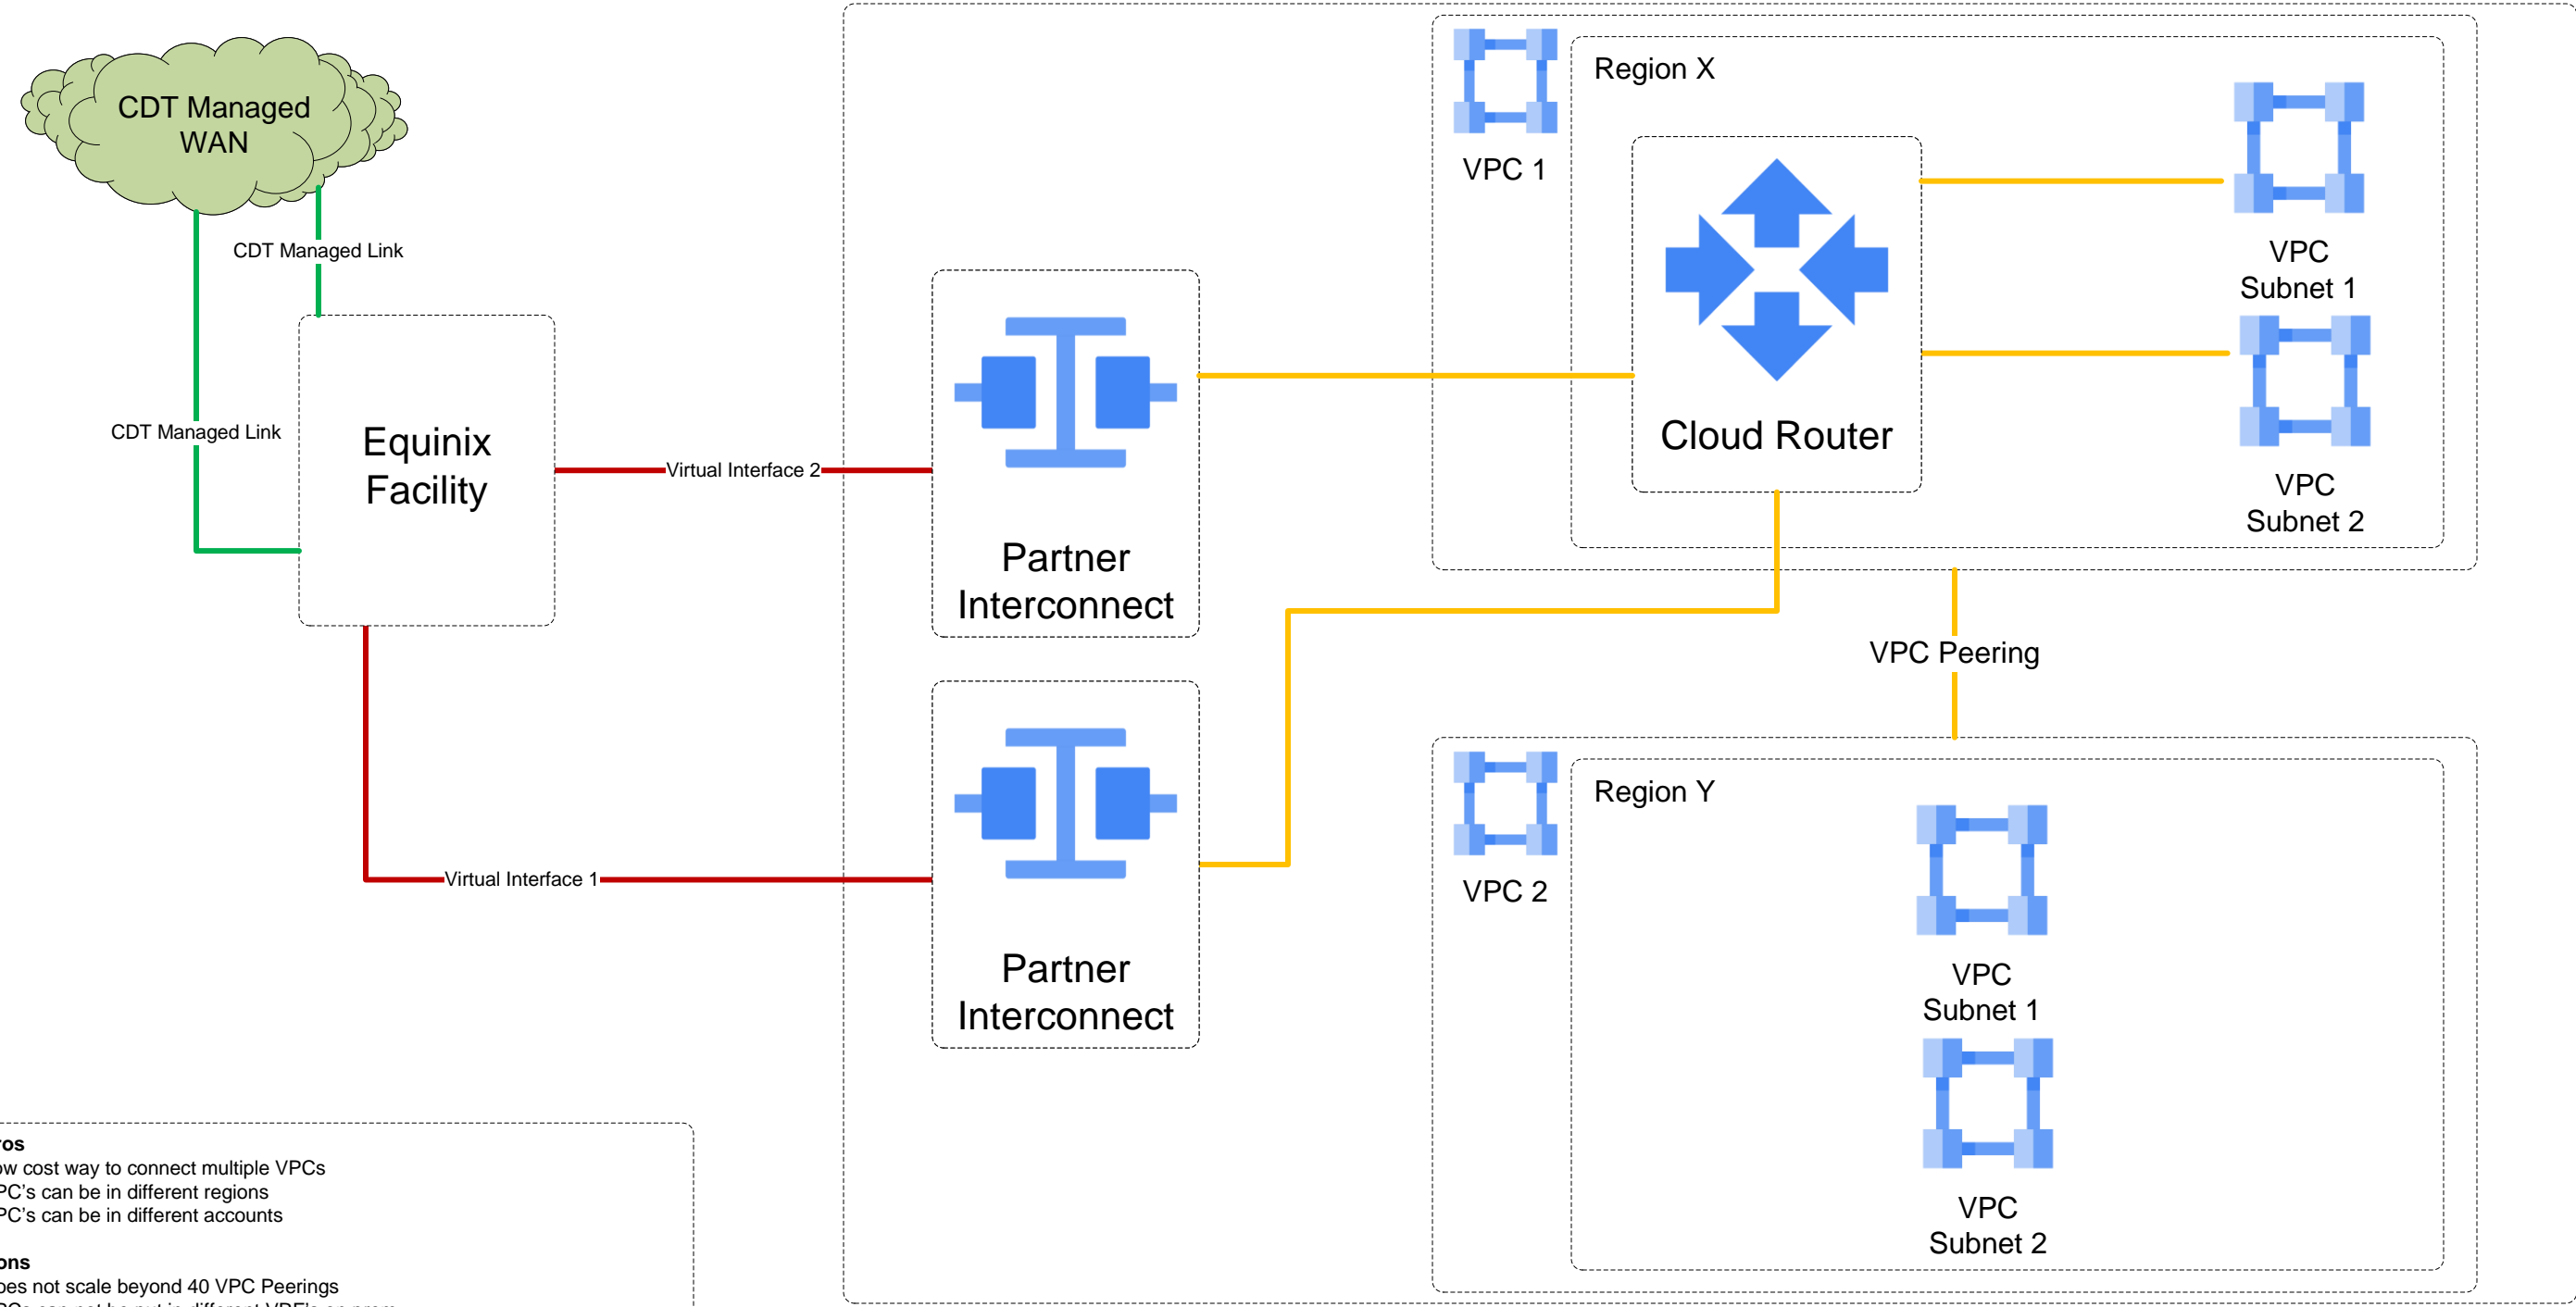 CDT Managed
WAN
CDT Managed Link
CDT Managed Link
Equinix
Facility
Virtual Interface 2
Virtual Interface 1
Partner
Interconnect
Partner
Interconnect
VPC 1
Region X
Cloud Router
VPC
Subnet 1
VPC
Subnet 2
VPC Peering
VPC 2
Region Y
VPC
Subnet 1
VPC
Subnet 2
ros
ow cost way to connect multiple VPCs
PC's can be in different regions
PC's can be in different accounts
ons
oes not scale beyond 40 VPC Peerings